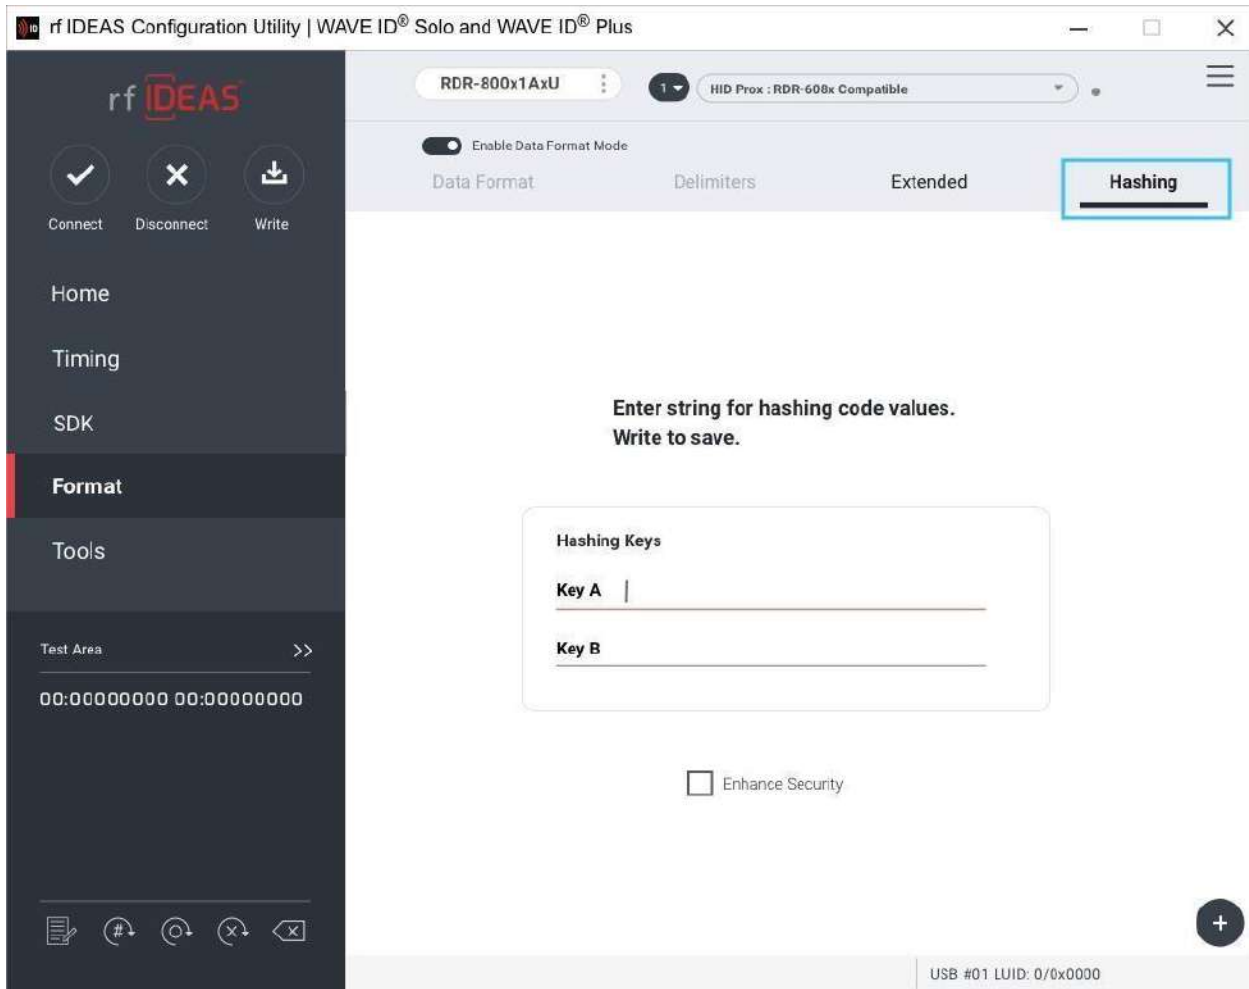 rf IDEAS Configuration Utility | WAVE ID® Solo and WAVE ID® Plus
rf IDEAS
Connect Disconnect Write
Home
Timing
SDK
Format
Tools
Test Area >>
00:00000000 00:00000000
RDR-800x1AxU
1 HID Prox : RDR-608x Compatible
Enable Data Format Mode
Data Format Delimiters Extended Hashing
Enter string for hashing code values.
Write to save.
Hashing Keys
Key A
Key B
Enhance Security
USB #01 LUID: 0/0x0000